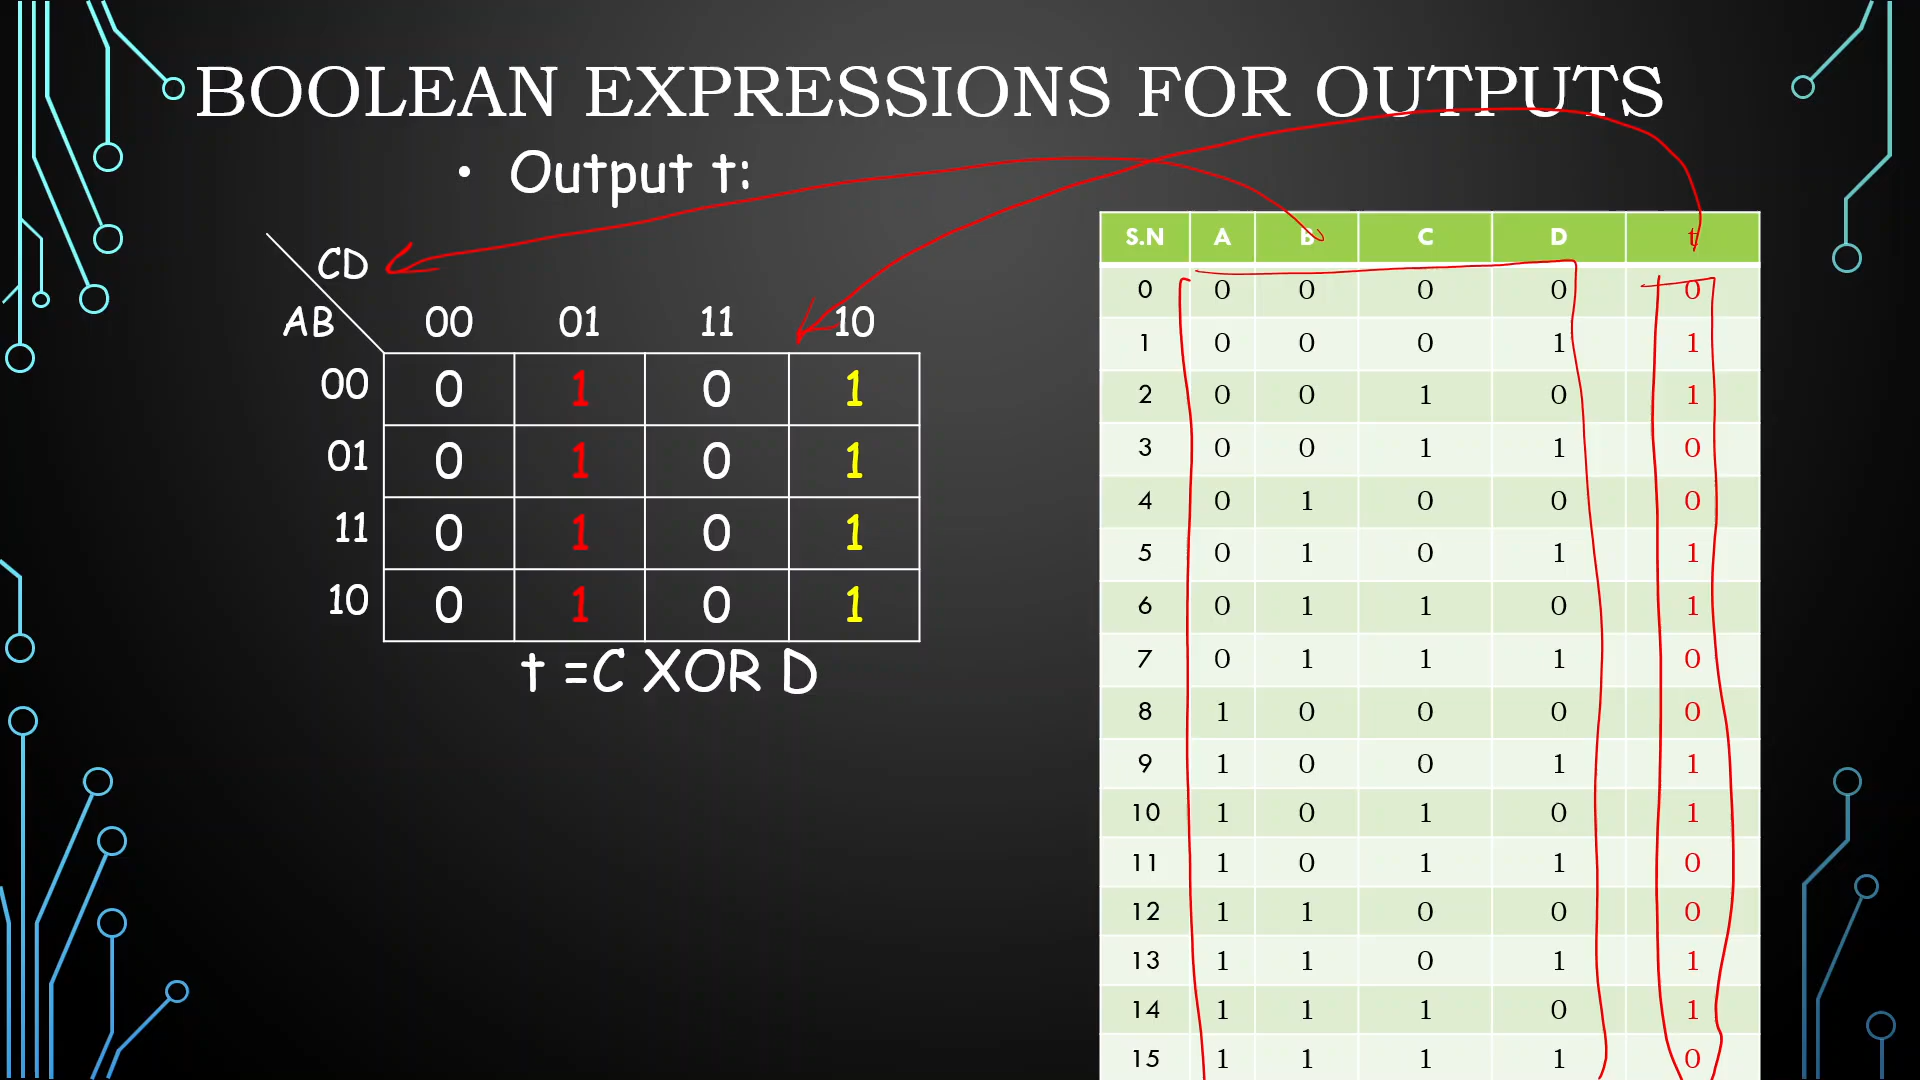 BOOLEAN EXPRESSIONS FOR OUTPUTS
• Output t:
CD
AB 00 01 11 10
00 0 1 0 1
01 0 1 0 1
11 0 1 0 1
10 0 1 0 1
t =C XOR D
S.N A B C D t
0 0 0 0 0 0
1 0 0 0 1 1
2 0 0 1 0 1
3 0 0 1 1 0
4 0 1 0 0 0
5 0 1 0 1 1
6 0 1 1 0 1
7 0 1 1 1 0
8 1 0 0 0 0
9 1 0 0 1 1
10 1 0 1 0 1
11 1 0 1 1 0
12 1 1 0 0 0
13 1 1 0 1 1
14 1 1 1 0 1
15 1 1 1 1 0